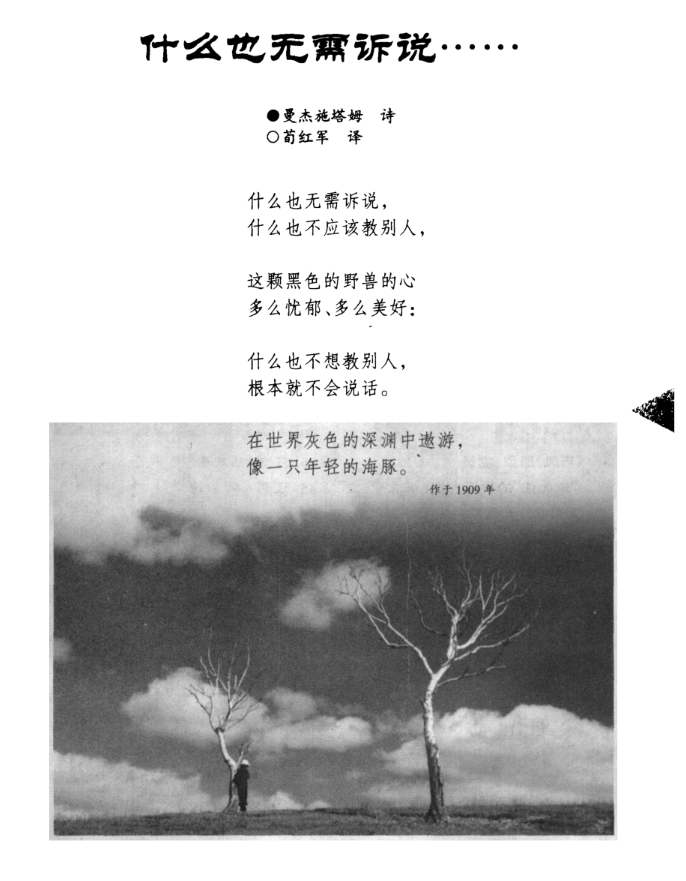 什么也无需诉说······
●曼杰施塔姆 诗
○荀红军 译
什么也无需诉说，
什么也不应该教别人，
这颗黑色的野兽的心
多么忧郁、多么美好：
什么也不想教别人，
根本就不会说话。
在世界灰色的深渊中遨游，
像一只年轻的海豚。
作于 1909 年